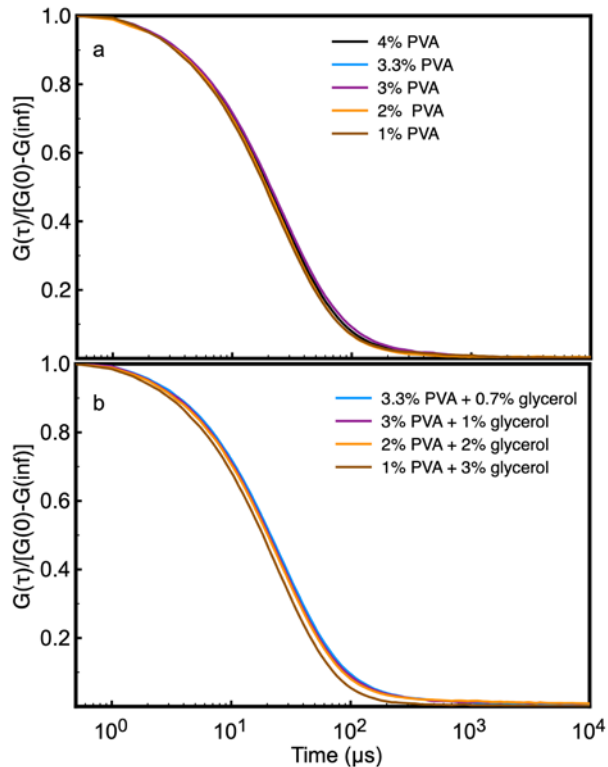 1.0
a
4% PVA
3.3% PVA
3% PVA
2% PVA
1% PVA
0.8
0.6
0.4
0.2
G(τ)/[G(0)-G(inf)]
1.0
b
3.3% PVA + 0.7% glycerol
3% PVA + 1% glycerol
2% PVA + 2% glycerol
1% PVA + 3% glycerol
0.8
0.6
0.4
0.2
G(τ)/[G(0)-G(inf)]
10⁰ 10¹ 10² 10³ 10⁴
Time (µs)